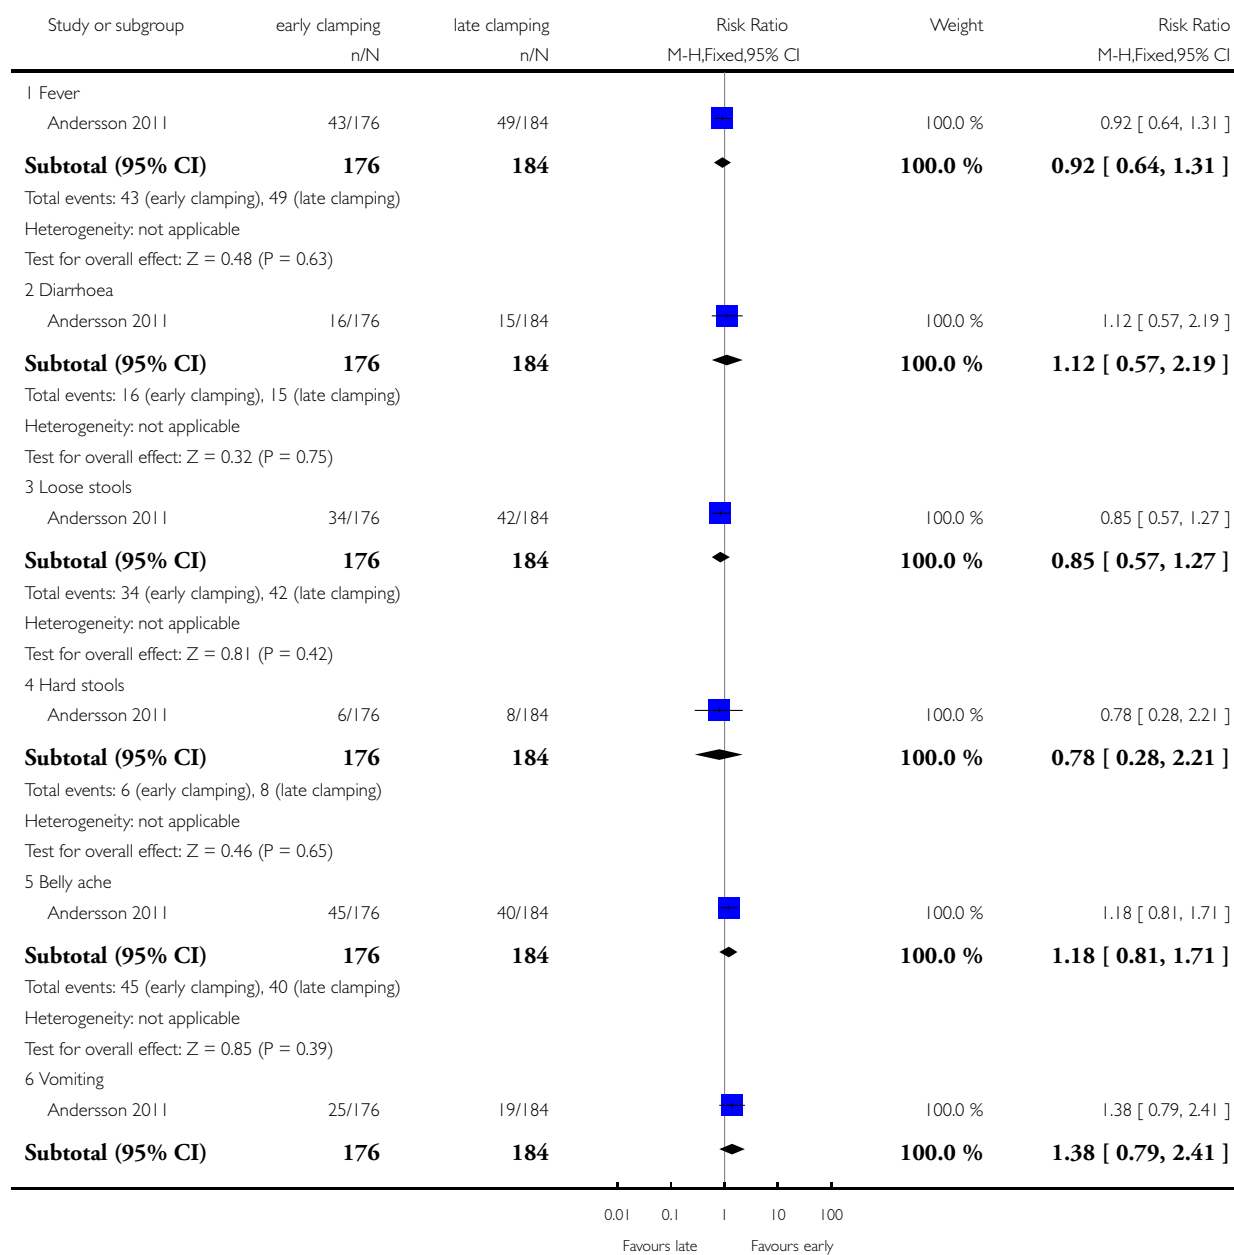 Study or subgroup early clamping late clamping Risk Ratio Weight Risk Ratio
n/N n/N M-H,Fixed,95% CI M-H,Fixed,95% CI
1 Fever
Andersson 2011 43/176 49/184 100.0 % 0.92 [ 0.64, 1.31 ]
Subtotal (95% CI) 176 184 100.0 % 0.92 [ 0.64, 1.31 ]
Total events: 43 (early clamping), 49 (late clamping)
Heterogeneity: not applicable
Test for overall effect: Z = 0.48 (P = 0.63)
2 Diarrhoea
Andersson 2011 16/176 15/184 100.0 % 1.12 [ 0.57, 2.19 ]
Subtotal (95% CI) 176 184 100.0 % 1.12 [ 0.57, 2.19 ]
Total events: 16 (early clamping), 15 (late clamping)
Heterogeneity: not applicable
Test for overall effect: Z = 0.32 (P = 0.75)
3 Loose stools
Andersson 2011 34/176 42/184 100.0 % 0.85 [ 0.57, 1.27 ]
Subtotal (95% CI) 176 184 100.0 % 0.85 [ 0.57, 1.27 ]
Total events: 34 (early clamping), 42 (late clamping)
Heterogeneity: not applicable
Test for overall effect: Z = 0.81 (P = 0.42)
4 Hard stools
Andersson 2011 6/176 8/184 100.0 % 0.78 [ 0.28, 2.21 ]
Subtotal (95% CI) 176 184 100.0 % 0.78 [ 0.28, 2.21 ]
Total events: 6 (early clamping), 8 (late clamping)
Heterogeneity: not applicable
Test for overall effect: Z = 0.46 (P = 0.65)
5 Belly ache
Andersson 2011 45/176 40/184 100.0 % 1.18 [ 0.81, 1.71 ]
Subtotal (95% CI) 176 184 100.0 % 1.18 [ 0.81, 1.71 ]
Total events: 45 (early clamping), 40 (late clamping)
Heterogeneity: not applicable
Test for overall effect: Z = 0.85 (P = 0.39)
6 Vomiting
Andersson 2011 25/176 19/184 100.0 % 1.38 [ 0.79, 2.41 ]
Subtotal (95% CI) 176 184 100.0 % 1.38 [ 0.79, 2.41 ]
0.01 0.1 1 10 100
Favours late Favours early